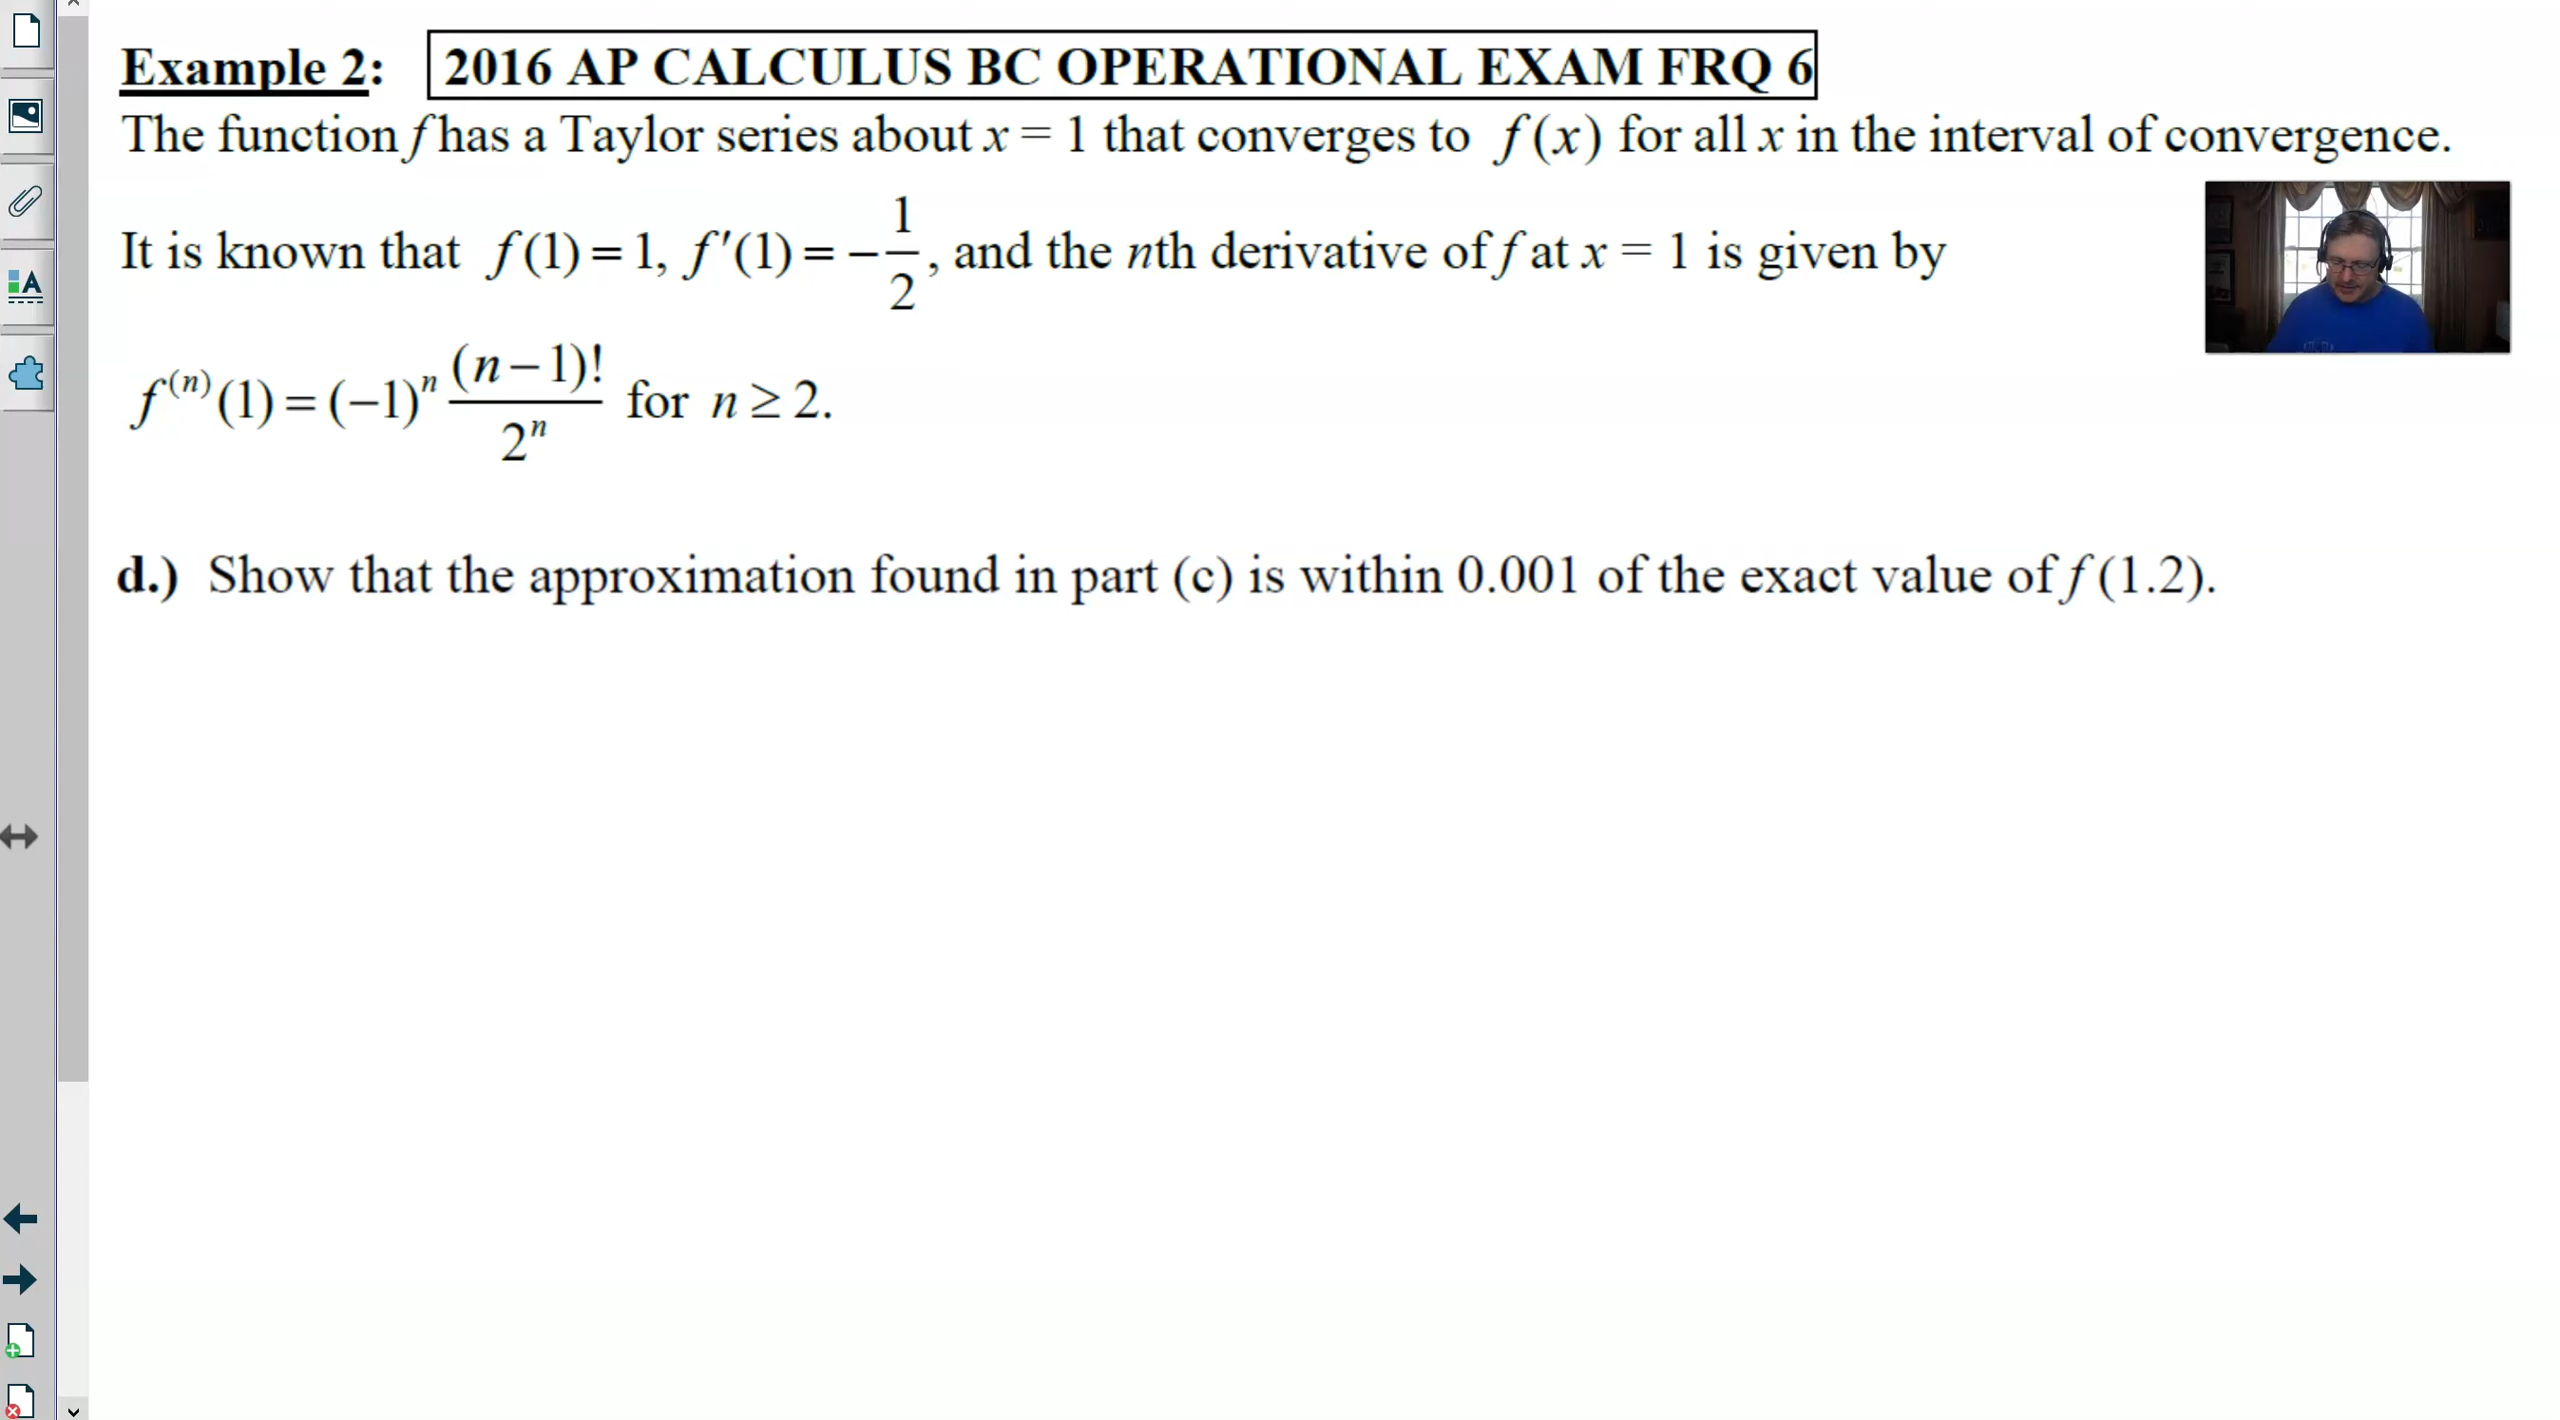 Example 2: 2016 AP CALCULUS BC OPERATIONAL EXAM FRQ 6
The function f has a Taylor series about x = 1 that converges to f(x) for all x in the interval of convergence.
It is known that f(1) = 1, f′(1) = −1/2, and the nth derivative of f at x = 1 is given by
f⁽ⁿ⁾(1) = (−1)ⁿ (n−1)!/2ⁿ for n ≥ 2.
d.) Show that the approximation found in part (c) is within 0.001 of the exact value of f(1.2).